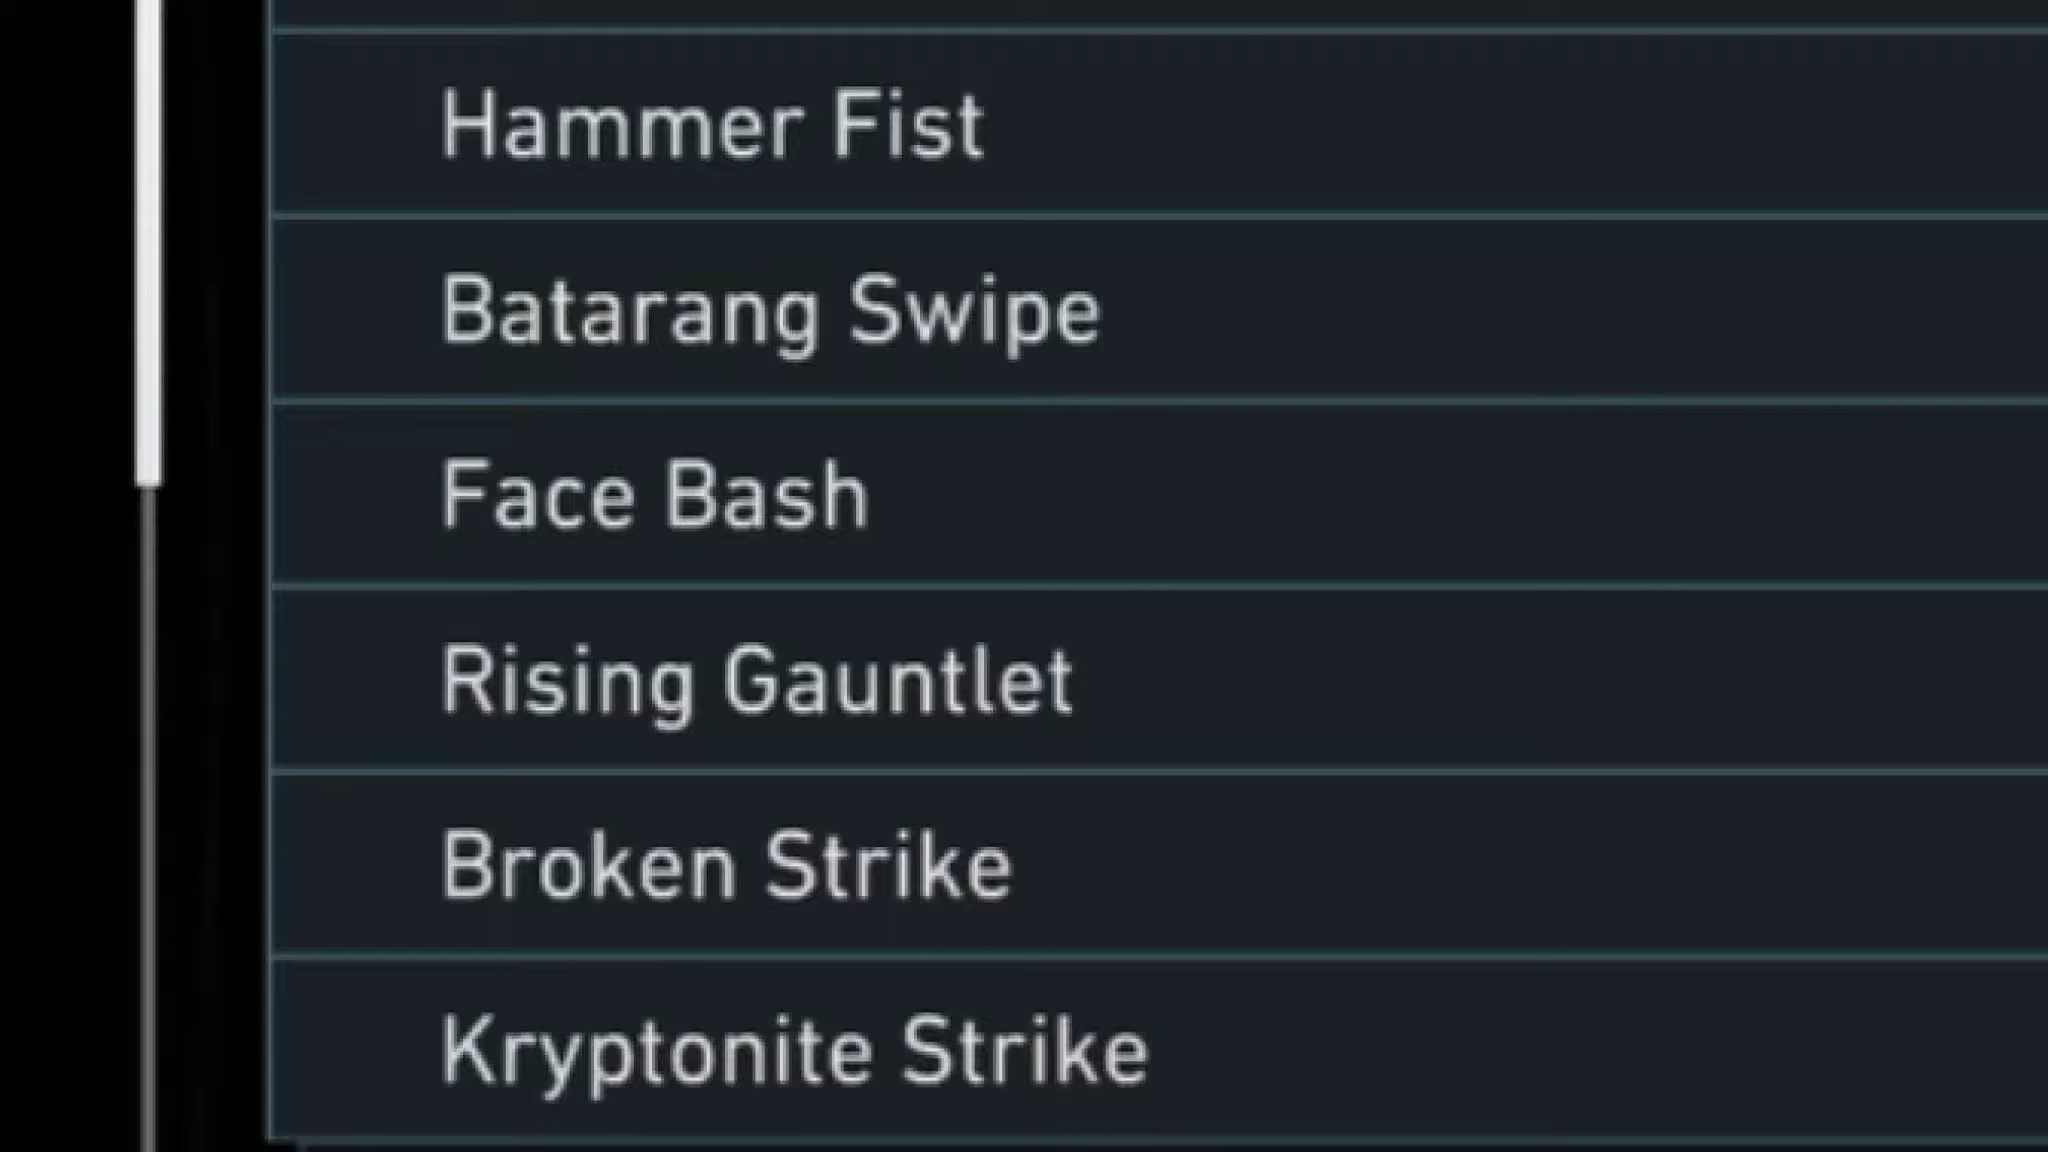 Hammer Fist
Batarang Swipe
Face Bash
Rising Gauntlet
Broken Strike
Kryptonite Strike